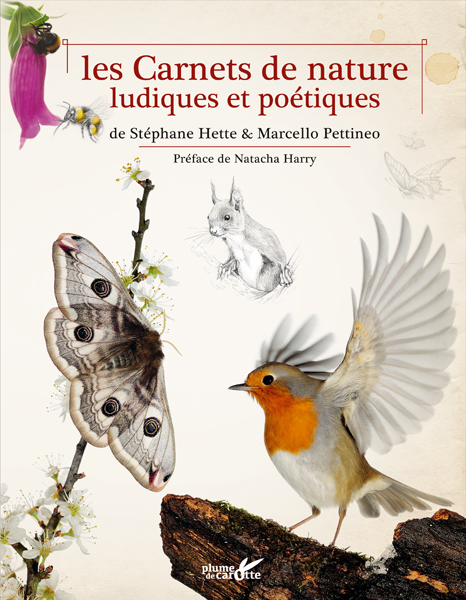 les Carnets de nature
ludiques et poétiques
de Stéphane Hette & Marcello Pettineo
Préface de Natacha Harry
plume
de carotte